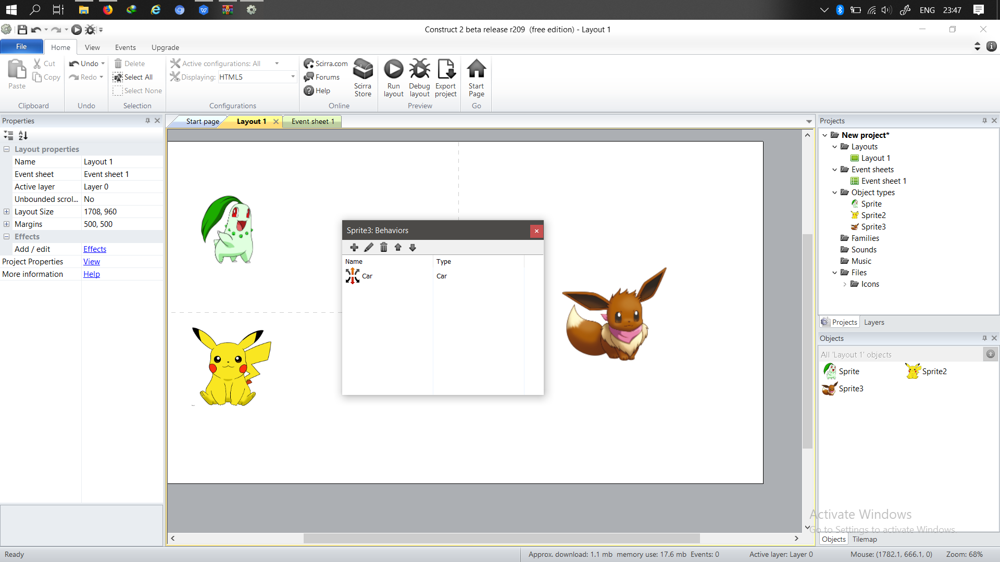 ENG 23:47
Construct 2 beta release r209 (free edition) - Layout 1
File Home View Events Upgrade
Paste
Cut
Copy
Clipboard
Undo
Redo
Undo
Delete
Select All
Select None
Selection
Active configurations: All
Displaying: HTML5
Configurations
Scirra.com
Forums
Help
Scirra Store
Online
Run layout
Debug layout
Export project
Preview
Start Page
Go
Properties
Layout properties
Name Layout 1
Event sheet Event sheet 1
Active layer Layer 0
Unbounded scrol... No
Layout Size 1708, 960
Margins 500, 500
Effects
Add / edit Effects
Project Properties View
More information Help
Start page Layout 1 Event sheet 1
Sprite3: Behaviors
Name Type
Car Car
Projects
New project*
Layouts
Layout 1
Event sheets
Event sheet 1
Object types
Sprite
Sprite2
Sprite3
Families
Sounds
Music
Files
Icons
Projects Layers
Objects
All 'Layout 1' objects
Sprite Sprite2
Sprite3
Activate Windows
Go to Settings to activate Windows.
Objects Tilemap
Ready
Approx. download: 1.1 mb memory use: 17.6 mb Events: 0 Active layer: Layer 0 Mouse: (1782.1, 666.1, 0) Zoom: 68%